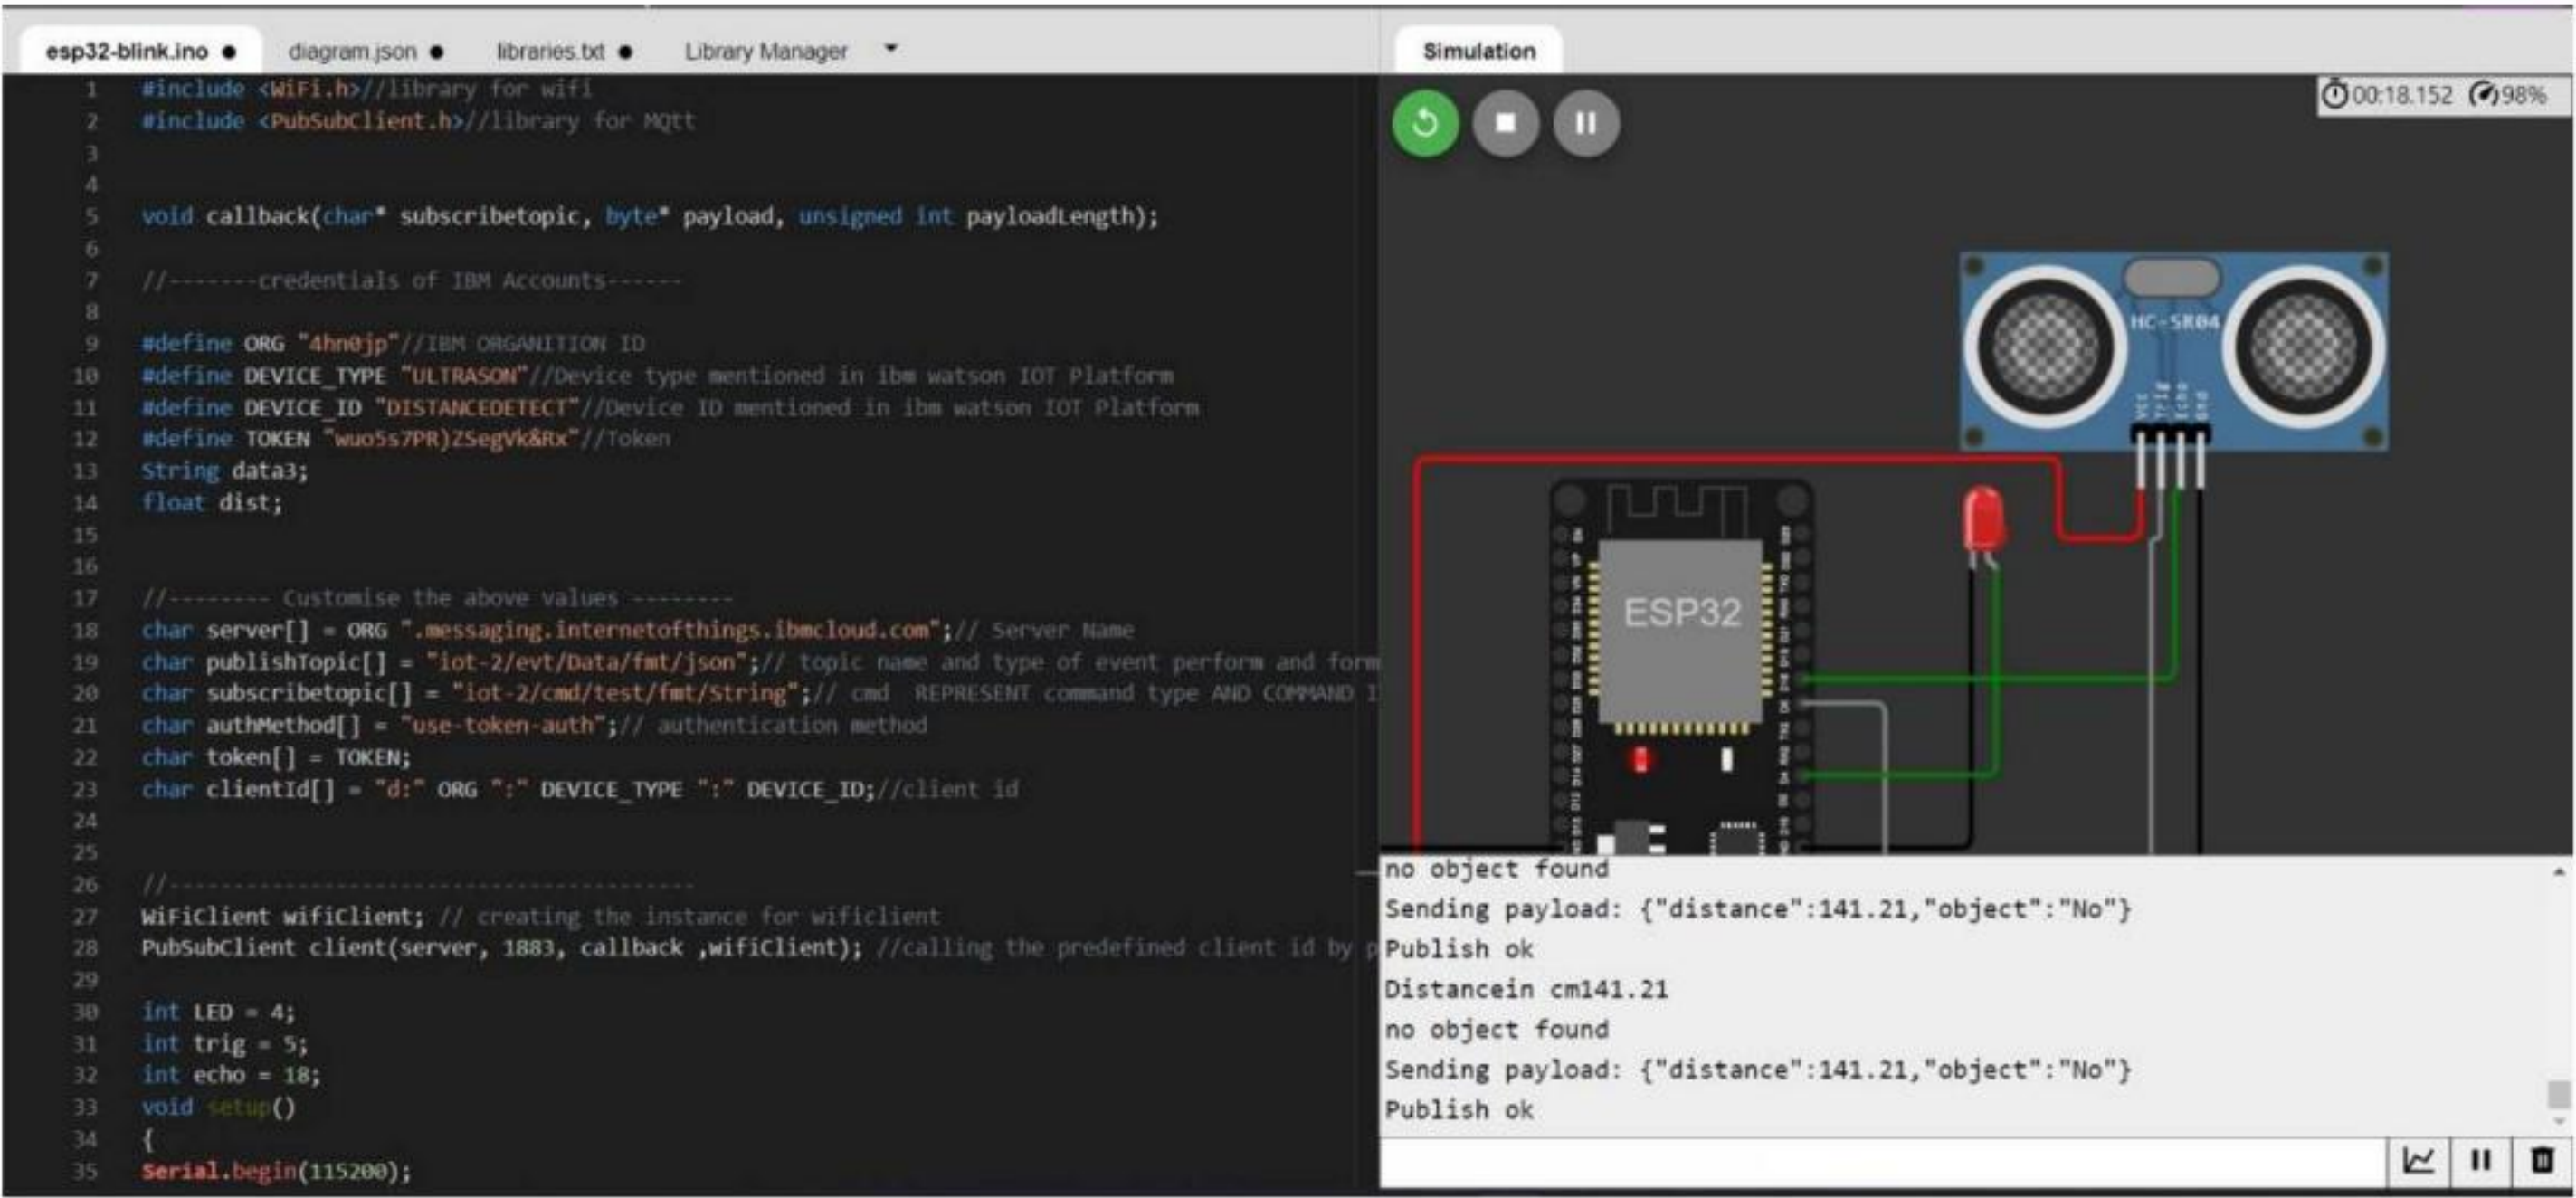 esp32-blink.ino ● diagram.json ● libraries.txt ● Library Manager
1 #include <WiFi.h>//library for wifi
2 #include <PubSubClient.h>//library for MQtt
3
4
5 void callback(char* subscribetopic, byte* payload, unsigned int payloadLength);
6
7 //-------credentials of IBM Accounts------
8
9 #define ORG "4hn0jp"//IBM ORGANITION ID
10 #define DEVICE_TYPE "ULTRASON"//Device type mentioned in ibm watson IOT Platform
11 #define DEVICE_ID "DISTANCEDETECT"//Device ID mentioned in ibm watson IOT Platform
12 #define TOKEN "wuo5s7PR)ZSegVk&Rx"//Token
13 String data3;
14 float dist;
15
16
17 //-------- Customise the above values --------
18 char server[] = ORG ".messaging.internetofthings.ibmcloud.com";// Server Name
19 char publishTopic[] = "iot-2/evt/Data/fmt/json";// topic name and type of event perform and form
20 char subscribetopic[] = "iot-2/cmd/test/fmt/String";// cmd  REPRESENT command type AND COMMAND I
21 char authMethod[] = "use-token-auth";// authentication method
22 char token[] = TOKEN;
23 char clientId[] = "d:" ORG ":" DEVICE_TYPE ":" DEVICE_ID;//client id
24
25
26 //-----------------------------------------
27 WiFiClient wifiClient; // creating the instance for wificlient
28 PubSubClient client(server, 1883, callback ,wifiClient); //calling the predefined client id by p
29
30 int LED = 4;
31 int trig = 5;
32 int echo = 18;
33 void setup()
34 {
35 Serial.begin(115200);
Simulation
00:18.152 98%
HC-SR04
Vcc Trig Echo Gnd
ESP32
no object found
Sending payload: {"distance":141.21,"object":"No"}
Publish ok
Distancein cm141.21
no object found
Sending payload: {"distance":141.21,"object":"No"}
Publish ok